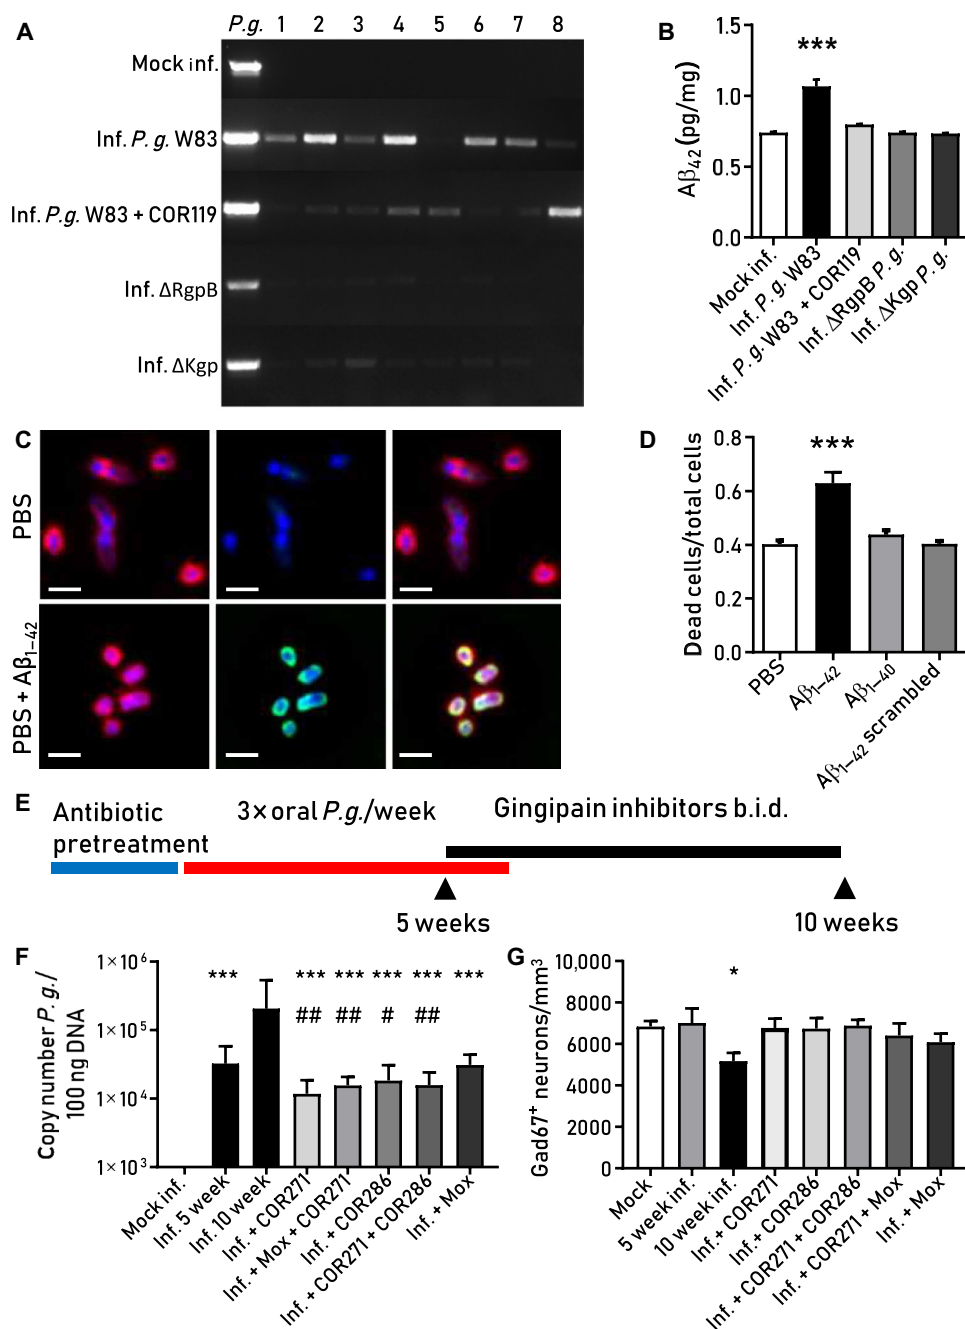 A
P.g. 1 2 3 4 5 6 7 8
Mock inf.
Inf. P.g. W83
Inf. P.g. W83 + COR119
Inf. ΔRgpB
Inf. ΔKgp
B
Aβ42 (pg/mg)
1.5
1.0
0.5
0.0
***
Mock inf.
Inf. P.g. W83
Inf. P.g. W83 + COR119
Inf. ΔRgpB P.g.
Inf. ΔKgp P.g.
C
PBS
PBS + Aβ1–42
D
Dead cells/total cells
0.8
0.6
0.4
0.2
0.0
***
PBS
Aβ1–42
Aβ1–40
Aβ1–42 scrambled
E
Antibiotic
pretreatment
3× oral P.g./week
Gingipain inhibitors b.i.d.
5 weeks
10 weeks
F
Copy number P.g./
100 ng DNA
1×10⁶
1×10⁵
1×10⁴
1×10³
*** *** *** *** *** ***
## ## # ##
Mock inf.
Inf. 5 week
Inf. 10 week
Inf. + COR271
Inf. + Mox + COR271
Inf. + COR286
Inf. + COR271 + COR286
Inf. + Mox
G
Gad67⁺ neurons/mm³
10,000
8000
6000
4000
2000
0
*
Mock
5 week inf.
10 week inf.
Inf. + COR271
Inf. + COR286
Inf. + COR271 + COR286
Inf. + COR271 + Mox
Inf. + Mox